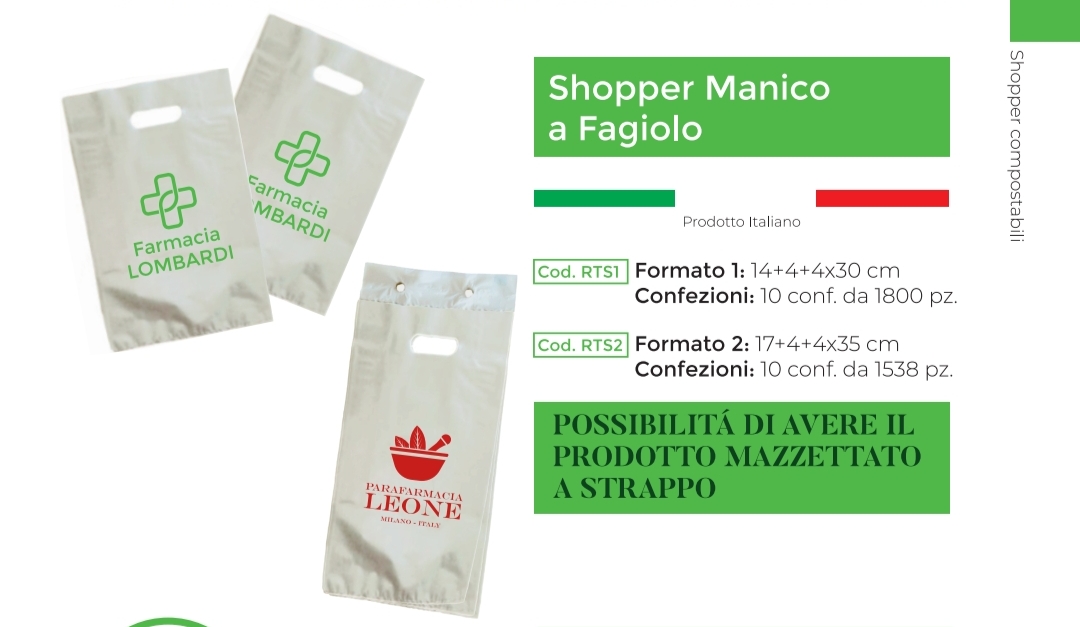 Shopper Manico
a Fagiolo
Prodotto Italiano
Cod. RTS1 Formato 1: 14+4+4x30 cm
Confezioni: 10 conf. da 1800 pz.
Cod. RTS2 Formato 2: 17+4+4x35 cm
Confezioni: 10 conf. da 1538 pz.
POSSIBILITÁ DI AVERE IL
PRODOTTO MAZZETTATO
A STRAPPO
Shopper compostabili
Farmacia
LOMBARDI
Farmacia
MBARDI
PARAFARMACIA
LEONE
MILANO - ITALY